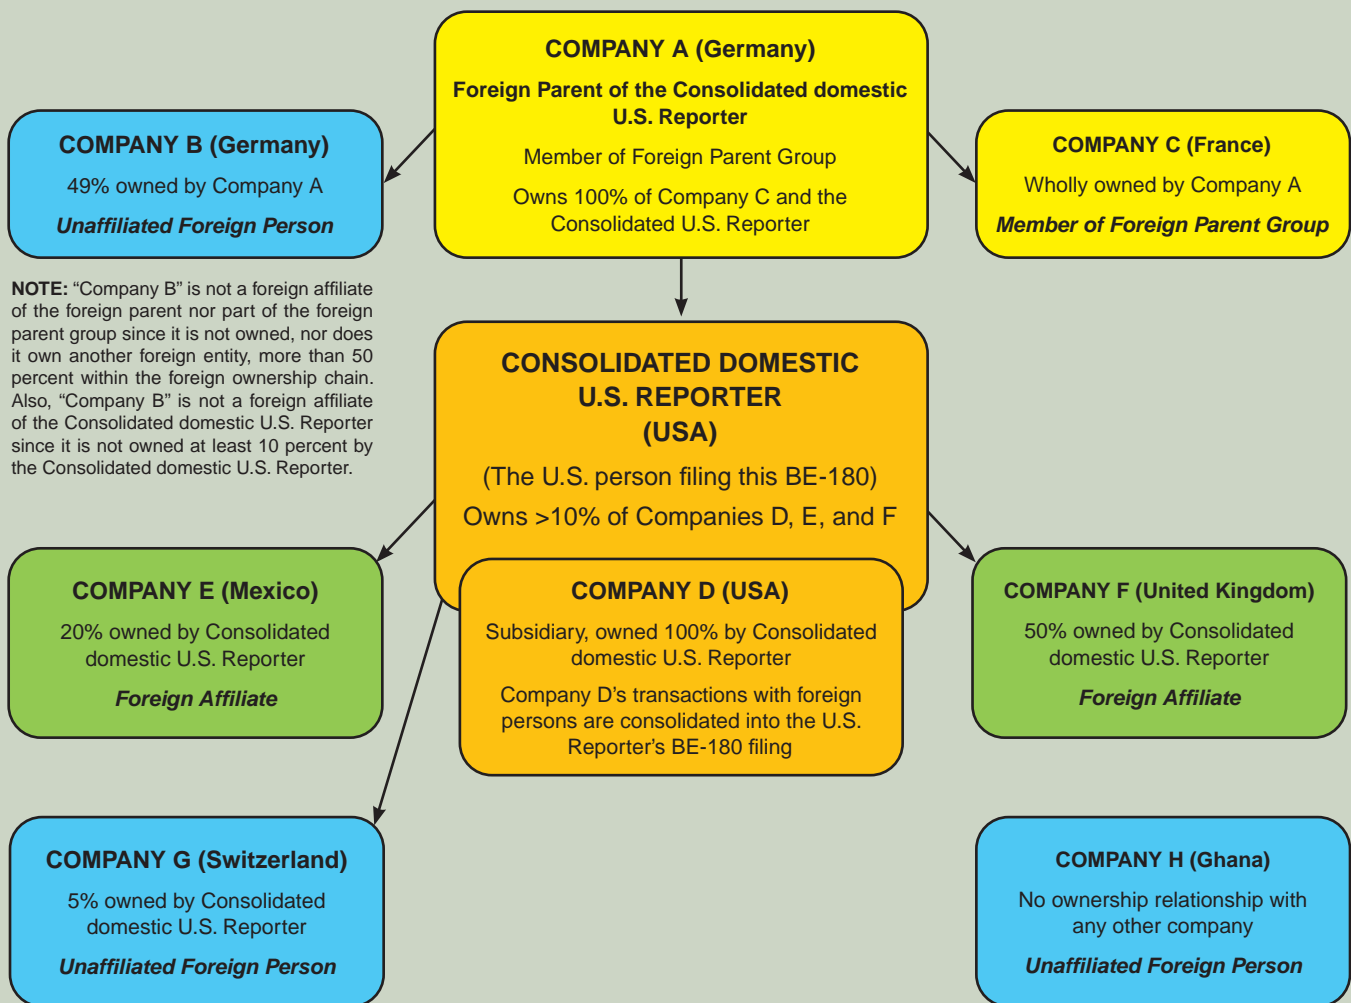 COMPANY A (Germany)
Foreign Parent of the Consolidated domestic
U.S. Reporter
Member of Foreign Parent Group
Owns 100% of Company C and the
Consolidated U.S. Reporter
COMPANY B (Germany)
49% owned by Company A
Unaffiliated Foreign Person
COMPANY C (France)
Wholly owned by Company A
Member of Foreign Parent Group
NOTE: “Company B” is not a foreign affiliate
of the foreign parent nor part of the foreign
parent group since it is not owned, nor does
it own another foreign entity, more than 50
percent within the foreign ownership chain.
Also, “Company B” is not a foreign affiliate
of the Consolidated domestic U.S. Reporter
since it is not owned at least 10 percent by
the Consolidated domestic U.S. Reporter.
CONSOLIDATED DOMESTIC
U.S. REPORTER
(USA)
(The U.S. person filing this BE-180)
Owns >10% of Companies D, E, and F
COMPANY E (Mexico)
20% owned by Consolidated
domestic U.S. Reporter
Foreign Affiliate
COMPANY D (USA)
Subsidiary, owned 100% by Consolidated
domestic U.S. Reporter
Company D’s transactions with foreign
persons are consolidated into the U.S.
Reporter’s BE-180 filing
COMPANY F (United Kingdom)
50% owned by Consolidated
domestic U.S. Reporter
Foreign Affiliate
COMPANY G (Switzerland)
5% owned by Consolidated
domestic U.S. Reporter
Unaffiliated Foreign Person
COMPANY H (Ghana)
No ownership relationship with
any other company
Unaffiliated Foreign Person